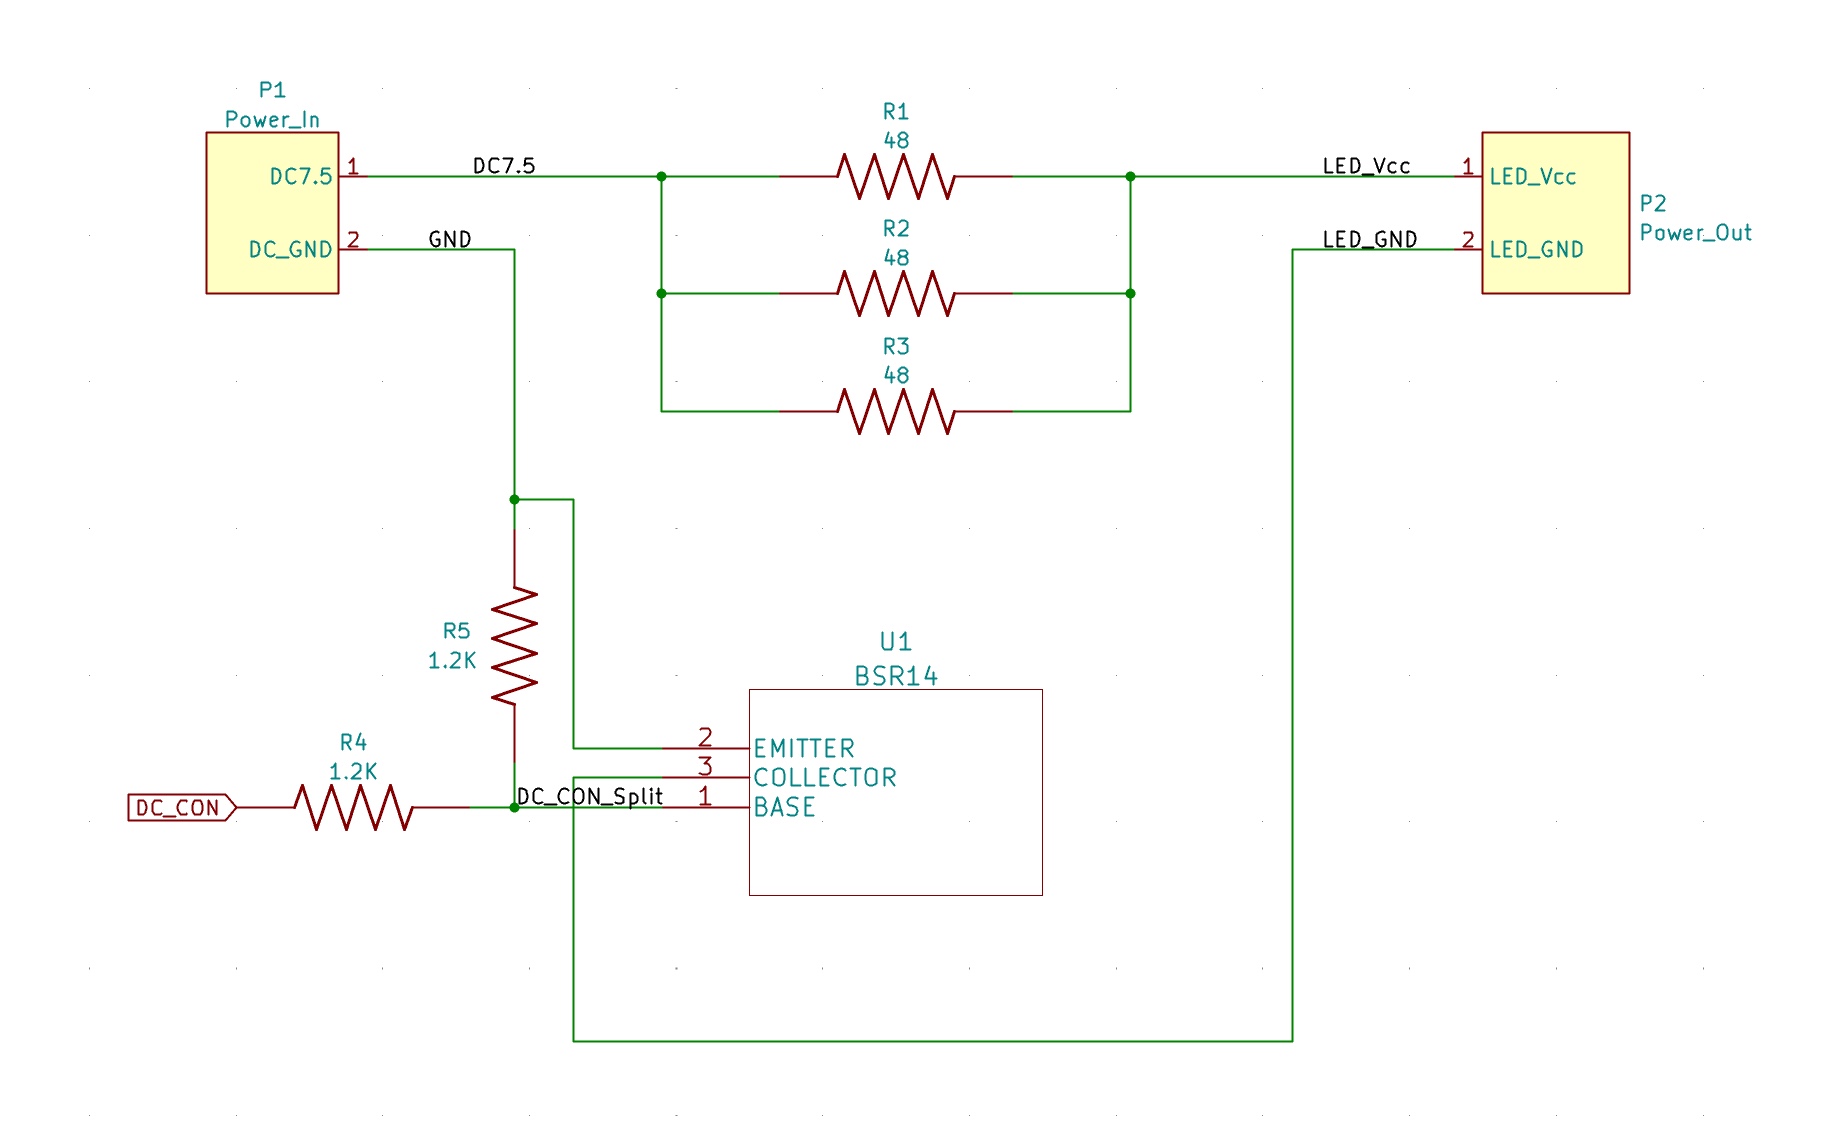 P1
Power_In
DC7.5
1
DC_GND
2
DC7.5
GND
R1
48
R2
48
R3
48
LED_Vcc
1
LED_Vcc
LED_GND
2
LED_GND
P2
Power_Out
R5
1.2K
R4
1.2K
DC_CON
DC_CON_Split
U1
BSR14
2
EMITTER
3
COLLECTOR
1
BASE